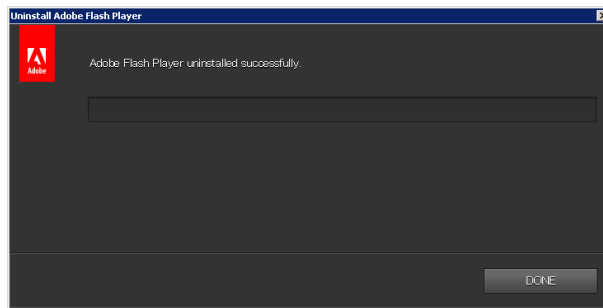 Uninstall Adobe Flash Player
Adobe
Adobe Flash Player uninstalled successfully.
DONE